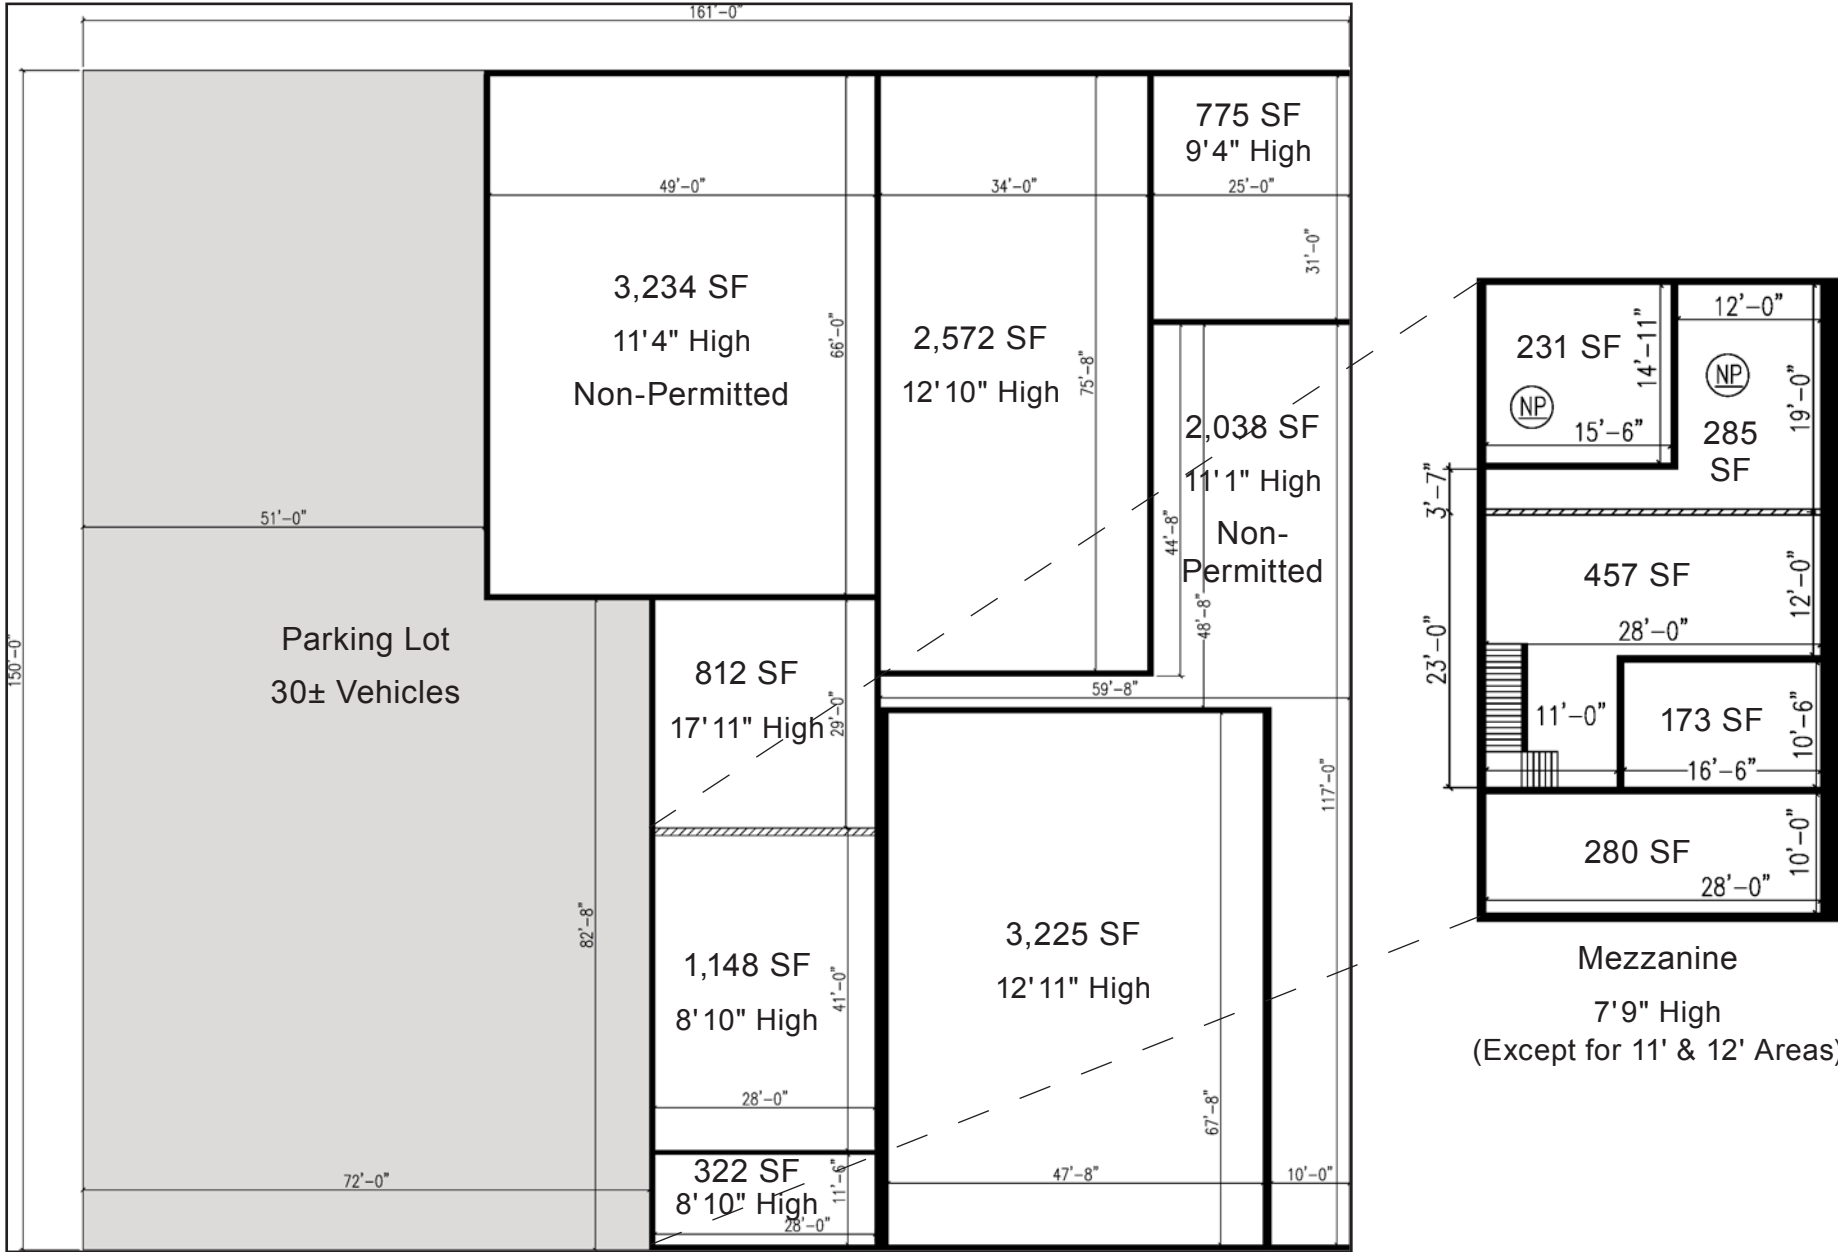 161'-0"
775 SF
9'4" High
49'-0"
34'-0"
25'-0"
31'-0"
3,234 SF
11'4" High
Non-Permitted
66'-0"
2,572 SF
12'10" High
75'-8"
2,038 SF
11'1" High
Non-
Permitted
44'-8"
48'-8"
51'-0"
150'-0"
Parking Lot
30± Vehicles
812 SF
17'11" High
29'-0"
59'-8"
117'-0"
82'-8"
1,148 SF
8'10" High
41'-0"
28'-0"
3,225 SF
12'11" High
67'-8"
72'-0"
322 SF
8'10" High
11'-6"
28'-0"
47'-8"
10'-0"
231 SF
14'-11"
NP
15'-6"
12'-0"
NP
19'-0"
285
SF
3'-7"
457 SF
12'-0"
28'-0"
23'-0"
11'-0"
173 SF
10'-6"
16'-6"
280 SF
10'-0"
28'-0"
Mezzanine
7'9" High
(Except for 11' & 12' Areas)